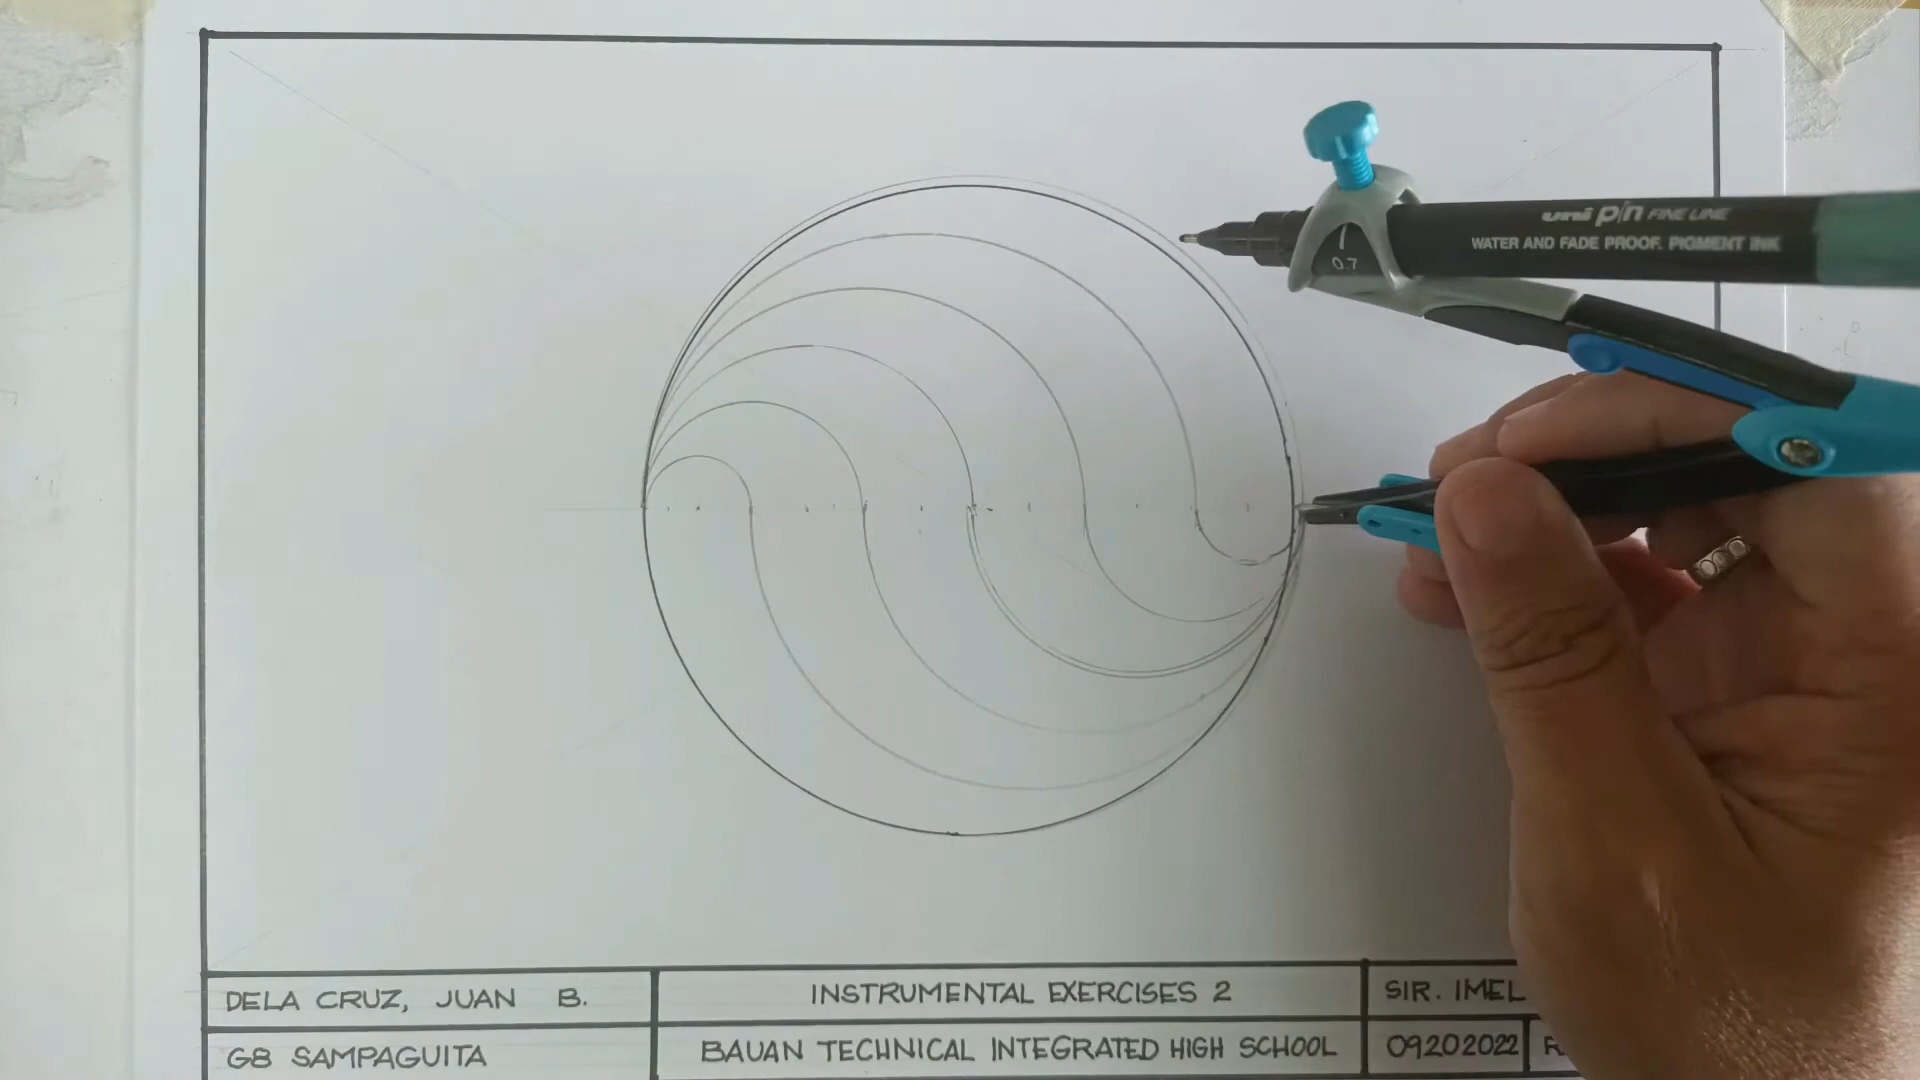 uni pin FINE LINE
WATER AND FADE PROOF. PIGMENT INK
0.7
DELA CRUZ, JUAN B.
INSTRUMENTAL EXERCISES 2
SIR. IMEL
G8 SAMPAGUITA
BAUAN TECHNICAL INTEGRATED HIGH SCHOOL
09202022